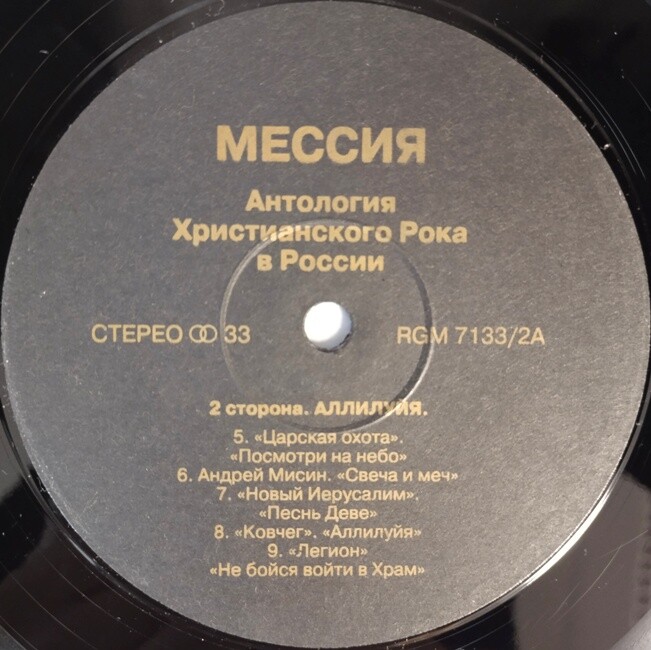 МЕССИЯ
Антология
Христианского Рока
в России
СТЕРЕО ꝏ 33
RGM 7133/2A
2 сторона. АЛЛИЛУЙЯ.
5. «Царская охота».
«Посмотри на небо»
6. Андрей Мисин. «Свеча и меч»
7. «Новый Иерусалим».
«Песнь Деве»
8. «Ковчег». «Аллилуйя»
9. «Легион»
«Не бойся войти в Храм»